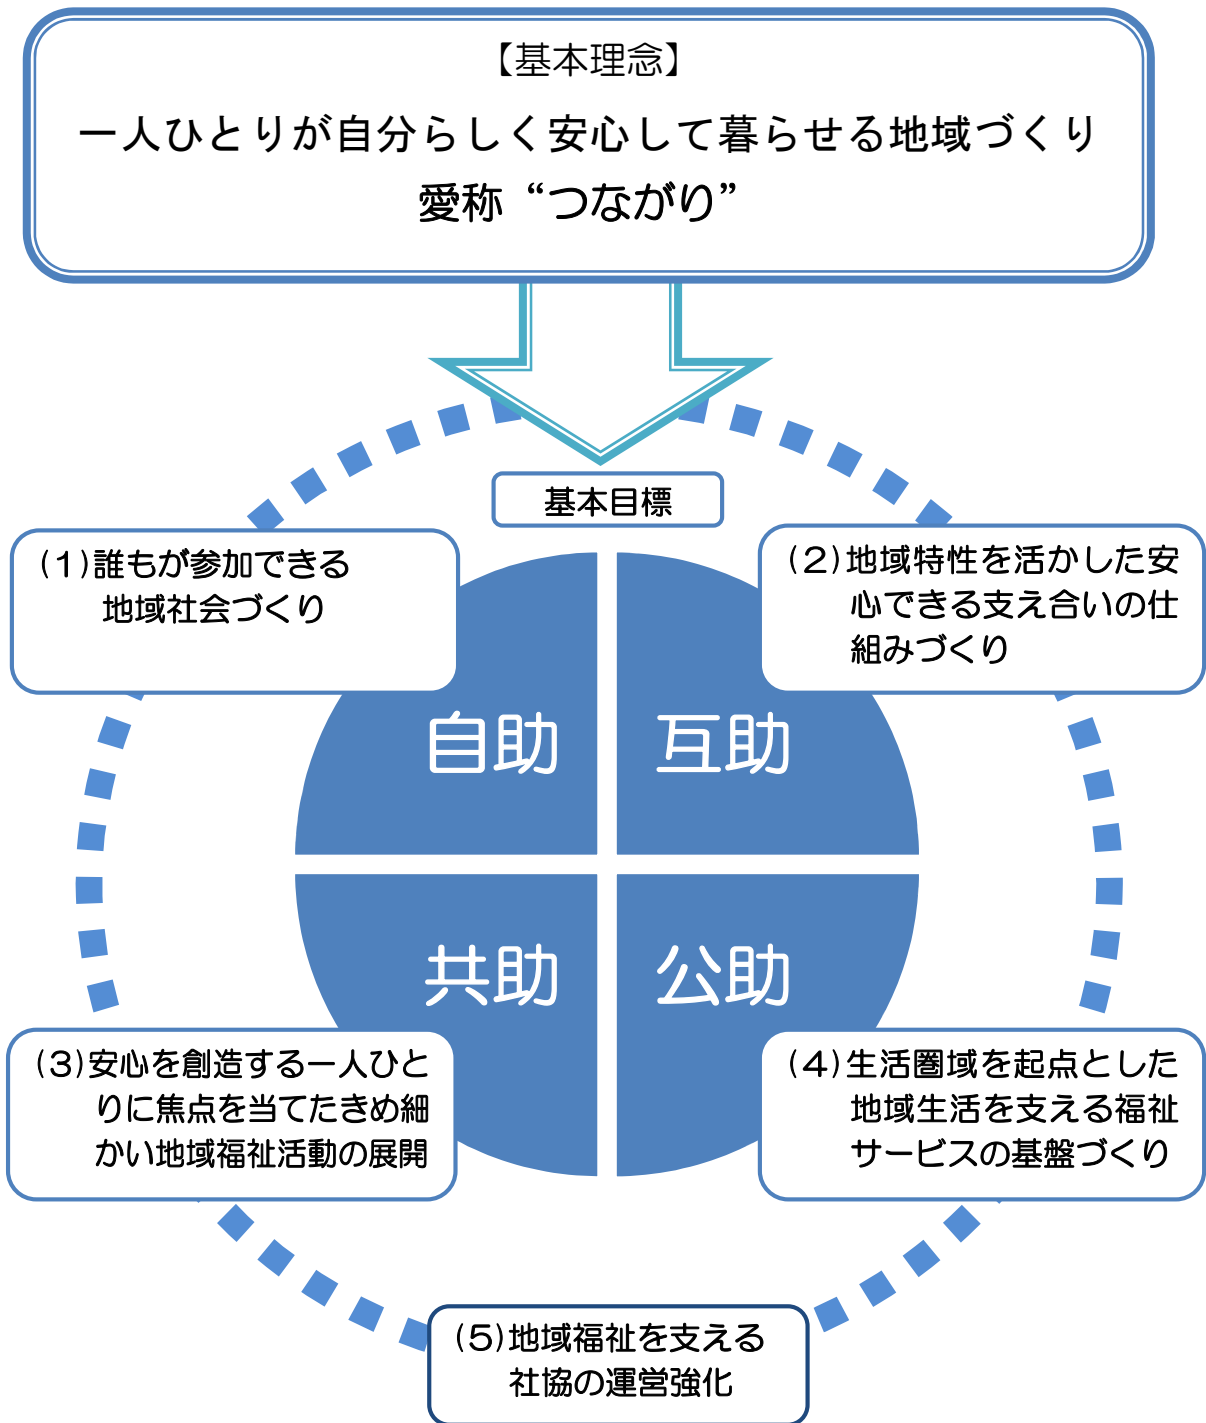 【基本理念】
一人ひとりが自分らしく安心して暮らせる地域づくり
愛称“つながり”
基本目標
(1)誰もが参加できる
地域社会づくり
(2)地域特性を活かした安
心できる支え合いの仕
組みづくり
自助
互助
共助
公助
(3)安心を創造する一人ひと
りに焦点を当てたきめ細
かい地域福祉活動の展開
(4)生活圏域を起点とした
地域生活を支える福祉
サービスの基盤づくり
(5)地域福祉を支える
社協の運営強化